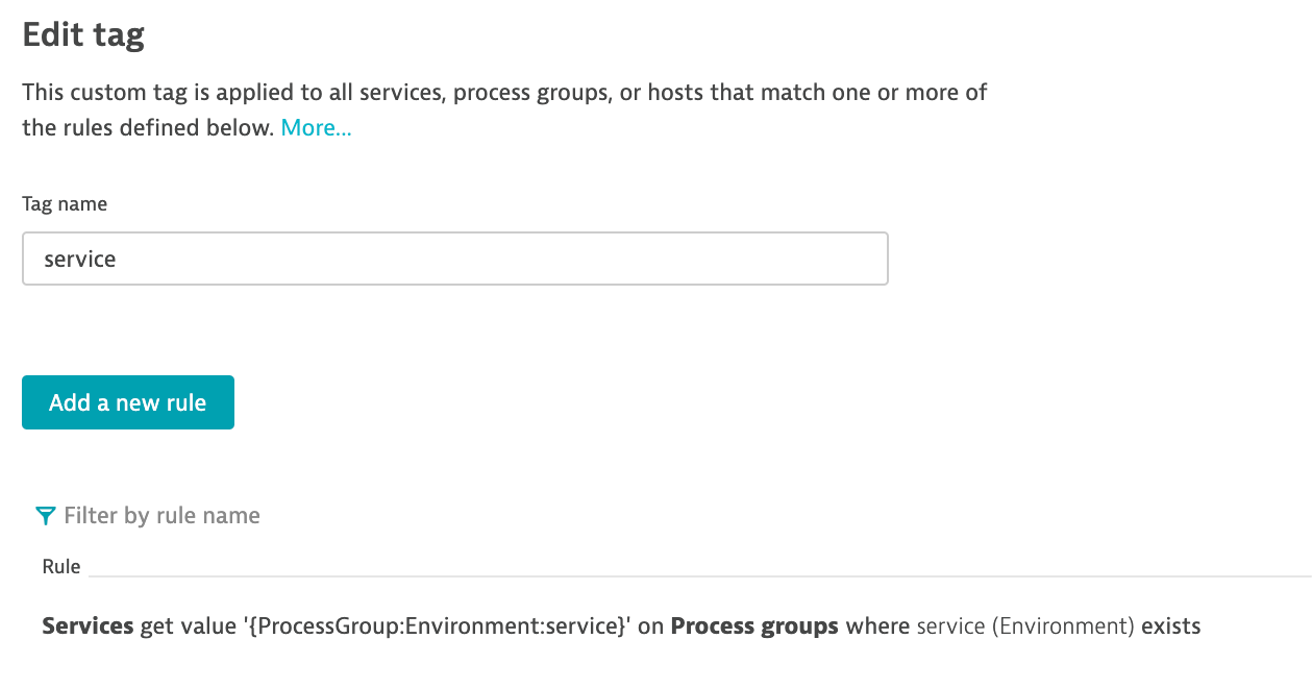 Edit tag
This custom tag is applied to all services, process groups, or hosts that match one or more of
the rules defined below. More...
Tag name
service
Add a new rule
Filter by rule name
Rule
Services get value '{ProcessGroup:Environment:service}' on Process groups where service (Environment) exists